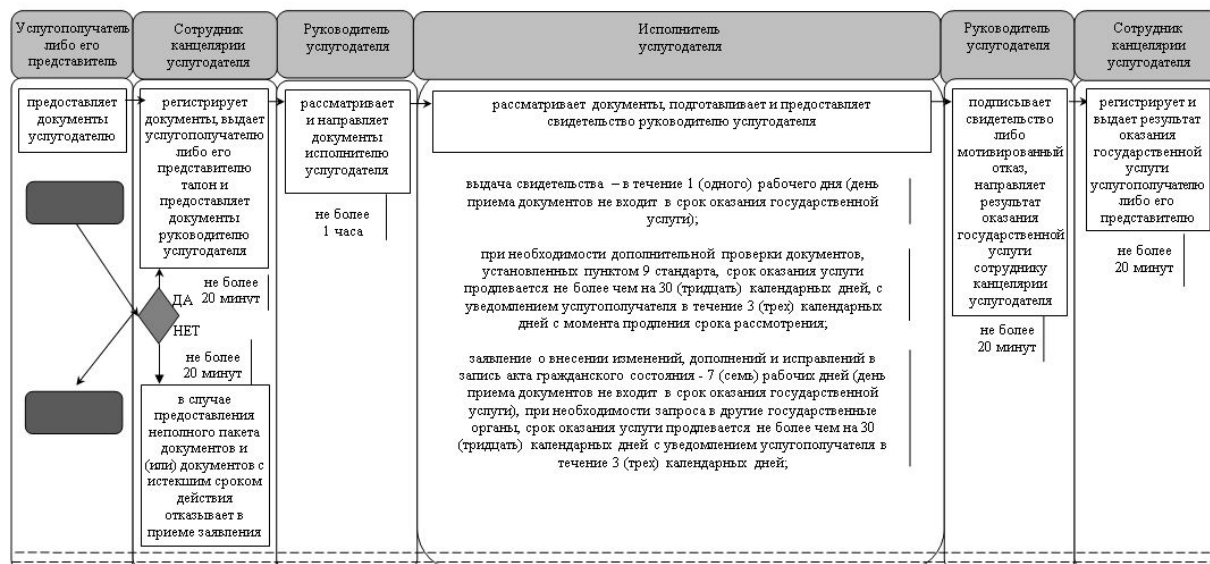 Услугополучатель
либо его
представитель
Сотрудник
канцелярии
услугодателя
Руководитель
услугодателя
Исполнитель
услугодателя
Руководитель
услугодателя
Сотрудник
канцелярии
услугодателя
предоставляет
документы
услугодателю
регистрирует
документы, выдает
услугополучателю
либо его
представителю
талон и
предоставляет
документы
руководителю
услугодателя
не более
20 минут
ДА
НЕТ
не более
20 минут
в случае
предоставления
неполного пакета
документов и
(или) документов с
истекшим сроком
действия
отказывает в
приеме заявления
рассматривает
и направляет
документы
исполнителю
услугодателя
не более
1 часа
рассматривает документы, подготавливает и предоставляет
свидетельство руководителю услугодателя
выдача свидетельства – в течение 1 (одного) рабочего дня (день
приема документов не входит в срок оказания государственной
услуги);
при необходимости дополнительной проверки документов,
установленных пунктом 9 стандарта, срок оказания услуги
продлевается не более чем на 30 (тридцать) календарных дней, с
уведомлением услугополучателя в течение 3 (трех) календарных
дней с момента продления срока рассмотрения;
заявление о внесении изменений, дополнений и исправлений в
запись акта гражданского состояния - 7 (семь) рабочих дней (день
приема документов не входит в срок оказания государственной
услуги), при необходимости запроса в другие государственные
органы, срок оказания услуги продлевается не более чем на 30
(тридцать) календарных дней с уведомлением услугополучателя в
течение 3 (трех) календарных дней;
подписывает
свидетельство
либо
мотивированный
отказ,
направляет
результат
оказания
государственной
услуги
сотруднику
канцелярии
услугодателя
не более
20 минут
регистрирует и
выдает результат
оказания
государственной
услуги
услугополучателю
либо его
представителю
не более
20 минут